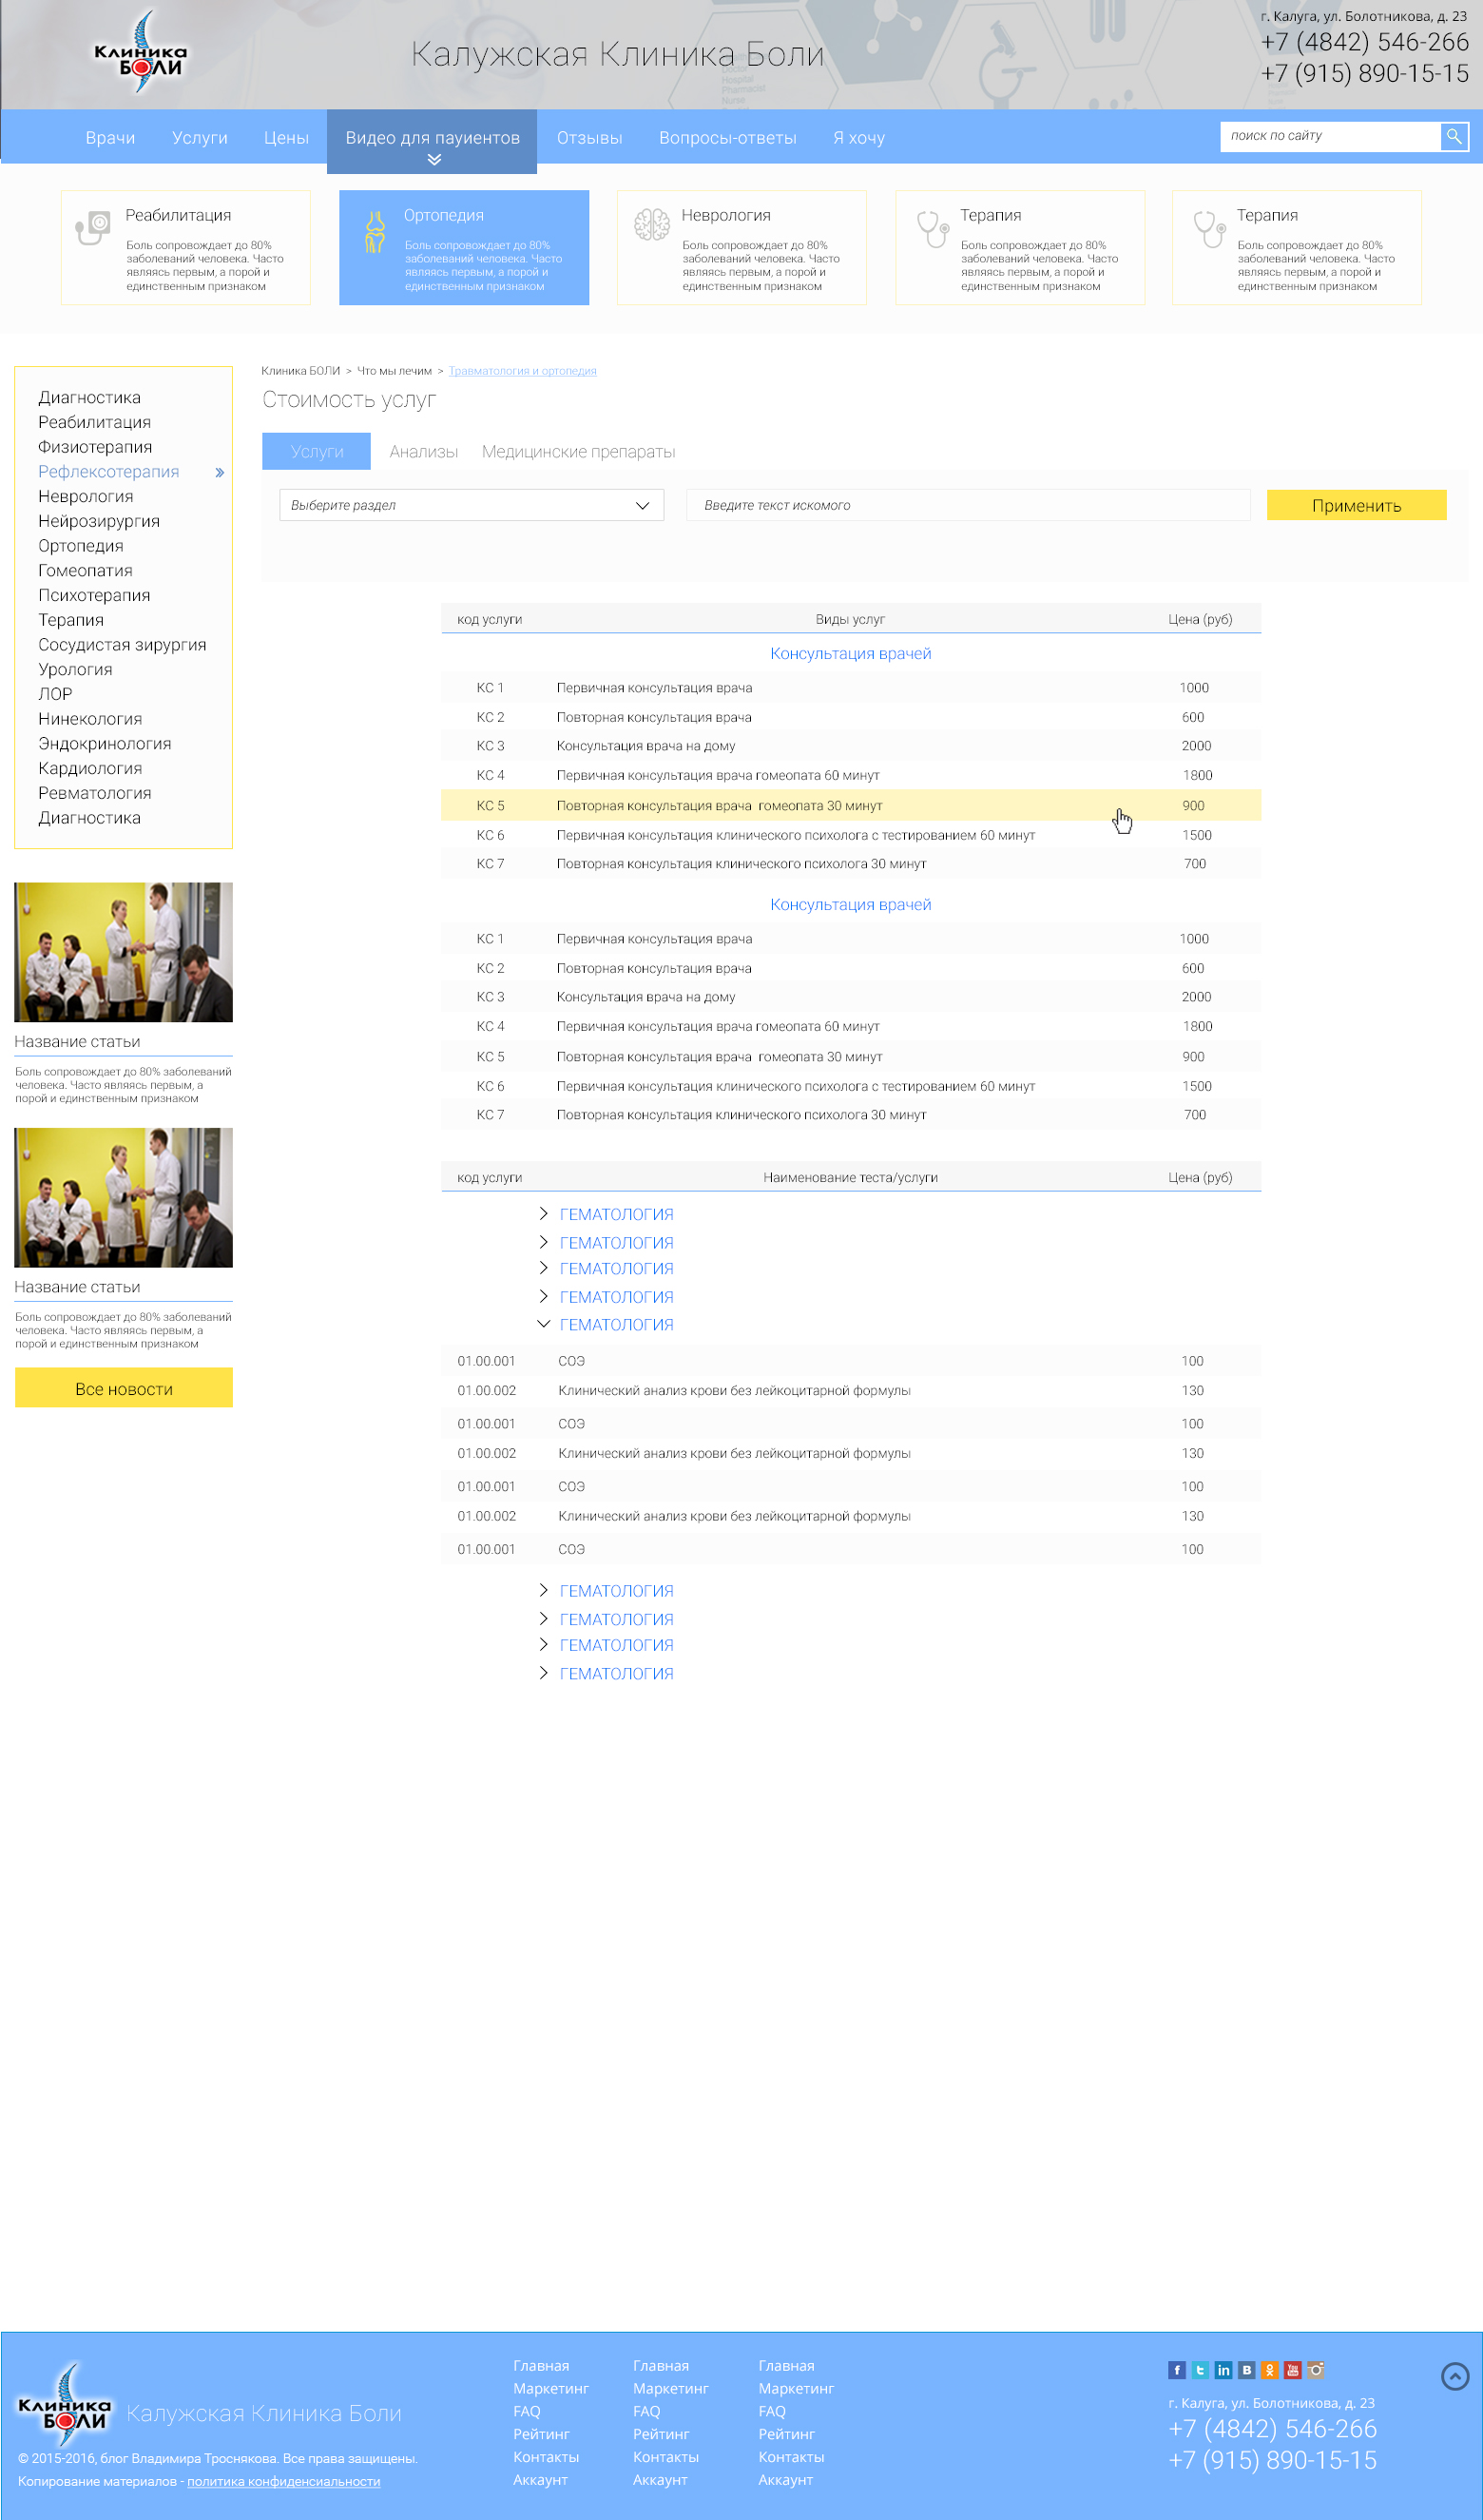 Клиника
БОЛИ
Калужская Клиника Боли
г. Калуга, ул. Болотникова, д. 23
+7 (4842) 546-266
+7 (915) 890-15-15
Врачи
Услуги
Цены
Видео для пауиентов
Отзывы
Вопросы-ответы
Я хочу
поиск по сайту
Реабилитация
Боль сопровождает до 80%
заболеваний человека. Часто
являясь первым, а порой и
единственным признаком
Ортопедия
Боль сопровождает до 80%
заболеваний человека. Часто
являясь первым, а порой и
единственным признаком
Неврология
Боль сопровождает до 80%
заболеваний человека. Часто
являясь первым, а порой и
единственным признаком
Терапия
Боль сопровождает до 80%
заболеваний человека. Часто
являясь первым, а порой и
единственным признаком
Терапия
Боль сопровождает до 80%
заболеваний человека. Часто
являясь первым, а порой и
единственным признаком
Диагностика
Реабилитация
Физиотерапия
Рефлексотерапия
Неврология
Нейрозирургия
Ортопедия
Гомеопатия
Психотерапия
Терапия
Сосудистая зирургия
Урология
ЛОР
Нинекология
Эндокринология
Кардиология
Ревматология
Диагностика
Название статьи
Боль сопровождает до 80% заболеваний
человека. Часто являясь первым, а
порой и единственным признаком
Название статьи
Боль сопровождает до 80% заболеваний
человека. Часто являясь первым, а
порой и единственным признаком
Все новости
Клиника БОЛИ > Что мы лечим > Травматология и ортопедия
Стоимость услуг
Услуги
Анализы
Медицинские препараты
Выберите раздел
Введите текст искомого
Применить
код услуги Виды услуг Цена (руб)
Консультация врачей
КС 1 Первичная консультация врача 1000
КС 2 Повторная консультация врача 600
КС 3 Консультация врача на дому 2000
КС 4 Первичная консультация врача гомеопата 60 минут 1800
КС 5 Повторная консультация врача гомеопата 30 минут 900
КС 6 Первичная консультация клинического психолога с тестированием 60 минут 1500
КС 7 Повторная консультация клинического психолога 30 минут 700
Консультация врачей
КС 1 Первичная консультация врача 1000
КС 2 Повторная консультация врача 600
КС 3 Консультация врача на дому 2000
КС 4 Первичная консультация врача гомеопата 60 минут 1800
КС 5 Повторная консультация врача гомеопата 30 минут 900
КС 6 Первичная консультация клинического психолога с тестированием 60 минут 1500
КС 7 Повторная консультация клинического психолога 30 минут 700
код услуги Наименование теста/услуги Цена (руб)
ГЕМАТОЛОГИЯ
ГЕМАТОЛОГИЯ
ГЕМАТОЛОГИЯ
ГЕМАТОЛОГИЯ
ГЕМАТОЛОГИЯ
01.00.001 СОЭ 100
01.00.002 Клинический анализ крови без лейкоцитарной формулы 130
01.00.001 СОЭ 100
01.00.002 Клинический анализ крови без лейкоцитарной формулы 130
01.00.001 СОЭ 100
01.00.002 Клинический анализ крови без лейкоцитарной формулы 130
01.00.001 СОЭ 100
ГЕМАТОЛОГИЯ
ГЕМАТОЛОГИЯ
ГЕМАТОЛОГИЯ
ГЕМАТОЛОГИЯ
Клиника
БОЛИ
Калужская Клиника Боли
© 2015-2016, блог Владимира Троснякова. Все права защищены.
Копирование материалов - политика конфиденсиальности
Главная
Маркетинг
FAQ
Рейтинг
Контакты
Аккаунт
Главная
Маркетинг
FAQ
Рейтинг
Контакты
Аккаунт
Главная
Маркетинг
FAQ
Рейтинг
Контакты
Аккаунт
г. Калуга, ул. Болотникова, д. 23
+7 (4842) 546-266
+7 (915) 890-15-15